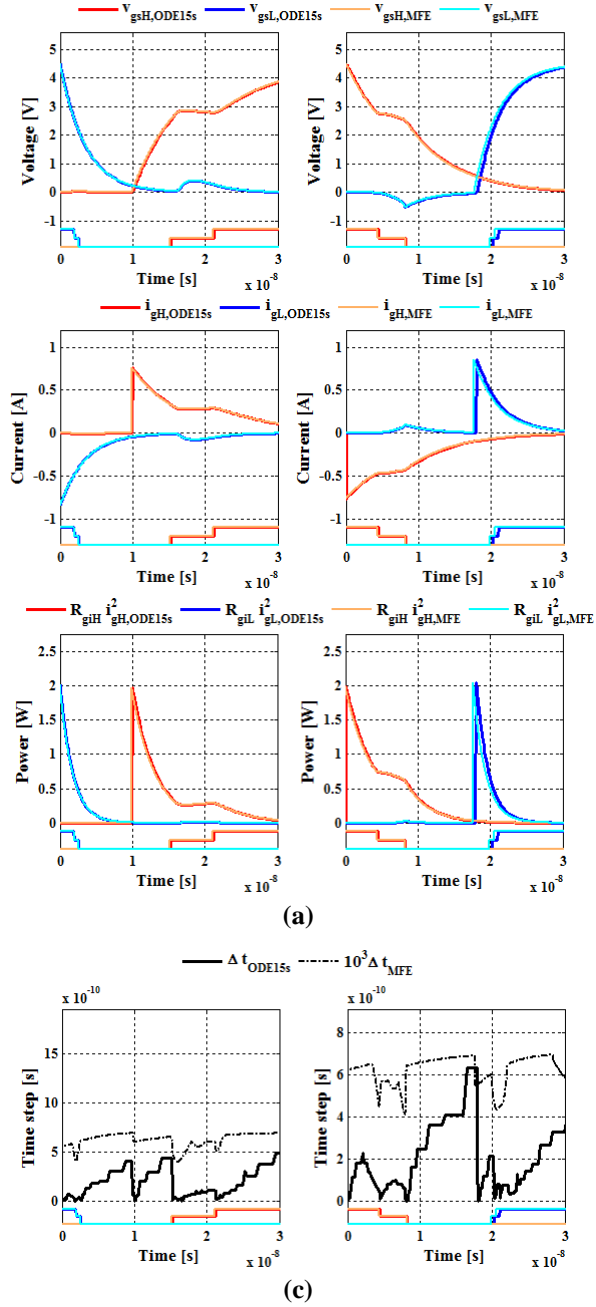 v_gsH,ODE15s v_gsL,ODE15s v_gsH,MFE v_gsL,MFE
Voltage [V]
5
4
3
2
1
0
-1
0 1 2 3
Time [s]
x 10^-8
Voltage [V]
5
4
3
2
1
0
-1
0 1 2 3
Time [s]
x 10^-8
i_gH,ODE15s i_gL,ODE15s i_gH,MFE i_gL,MFE
Current [A]
1
0.5
0
-0.5
-1
0 1 2 3
Time [s]
x 10^-8
Current [A]
1
0.5
0
-0.5
-1
0 1 2 3
Time [s]
x 10^-8
R_giH i^2_gH,ODE15s R_giL i^2_gL,ODE15s R_giH i^2_gH,MFE R_giL i^2_gL,MFE
Power [W]
2.5
2
1.5
1
0.5
0
0 1 2 3
Time [s]
x 10^-8
Power [W]
2.5
2
1.5
1
0.5
0
0 1 2 3
Time [s]
x 10^-8
(a)
Δ t_ODE15s 10^3 Δ t_MFE
x 10^-10
Time step [s]
15
10
5
0
0 1 2 3
Time [s]
x 10^-8
x 10^-10
Time step [s]
8
6
4
2
0
0 1 2 3
Time [s]
x 10^-8
(c)